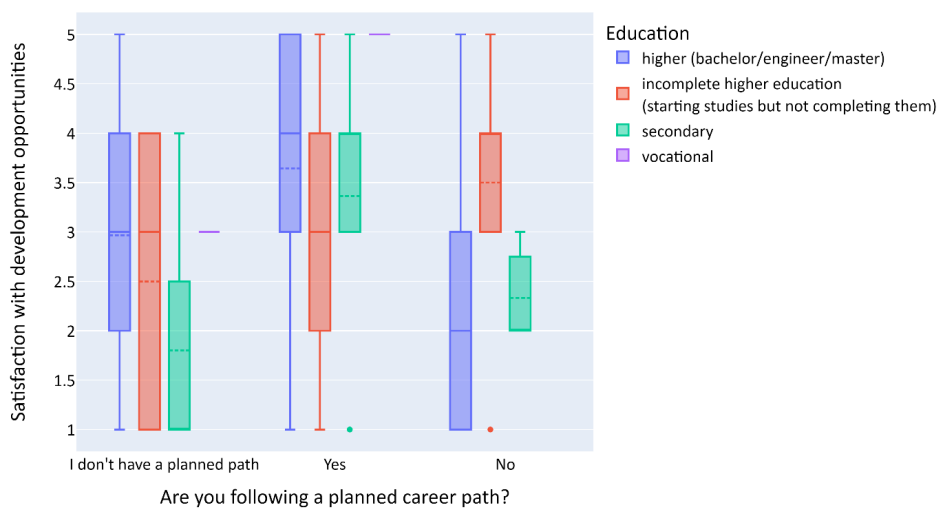 Satisfaction with development opportunities
5
4.5
4
3.5
3
2.5
2
1.5
1
I don't have a planned path
Yes
No
Are you following a planned career path?
Education
higher (bachelor/engineer/master)
incomplete higher education
(starting studies but not completing them)
secondary
vocational